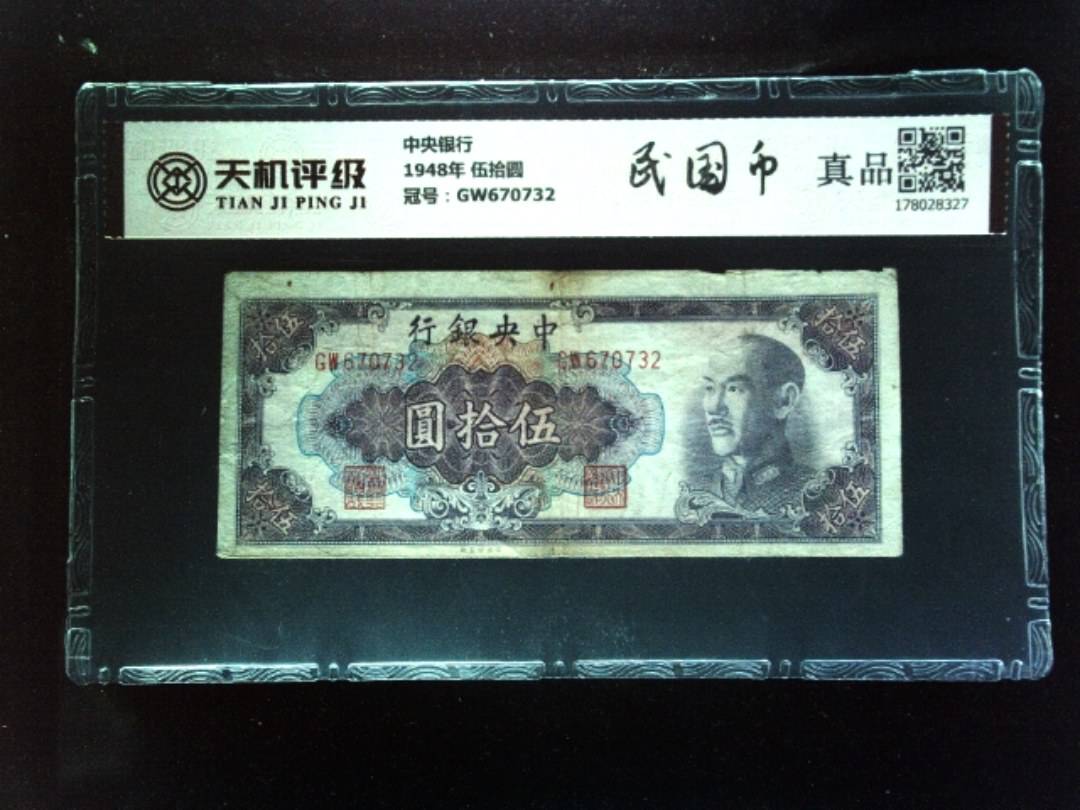 天机评级
TIAN JI PING JI
中央银行
1948年 伍拾圆
冠号：GW670732
民国币
真品
178028327
行銀央中
GW670732
GW670732
圓拾伍
拾伍
拾伍
拾伍
拾伍